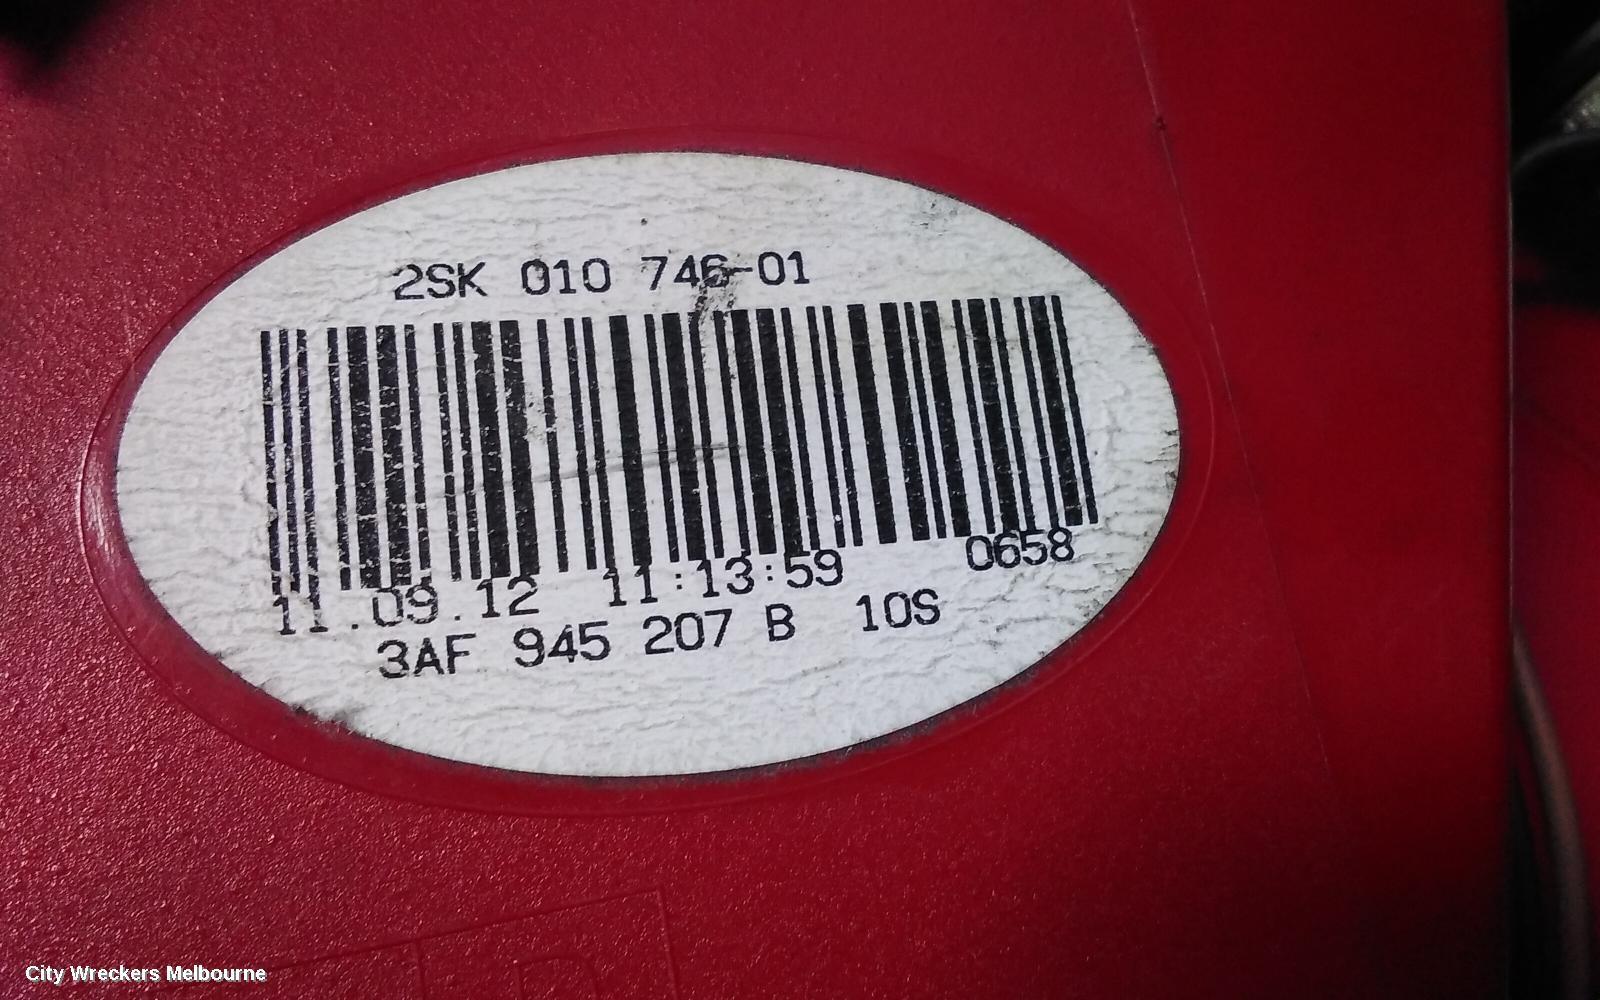 2SK 010 746-01
11.09.12 11:13:59 0658
3AF 945 207 B 10S
City Wreckers Melbourne